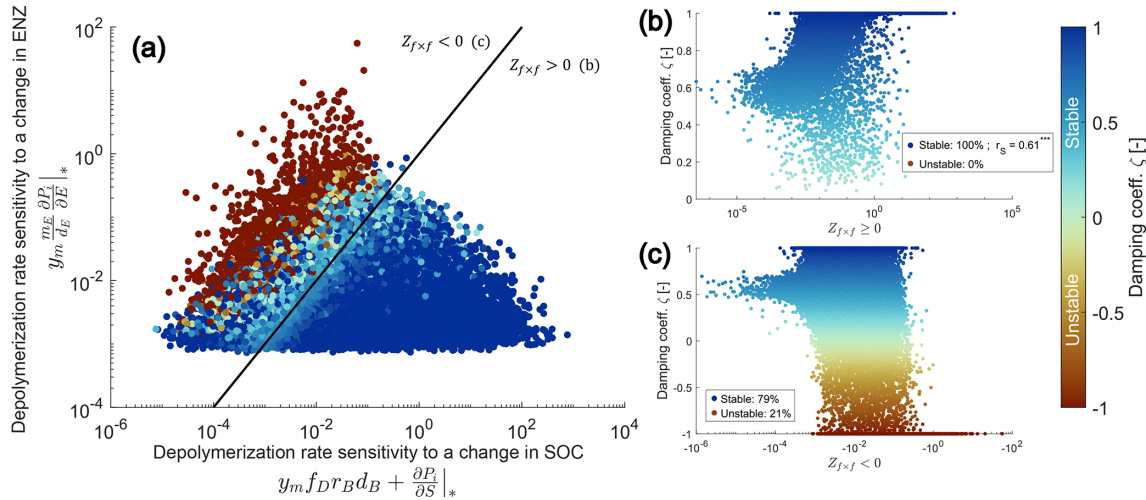 (a)
Depolymerization rate sensitivity to a change in ENZ
y_m m_E/d_E ∂P_i/∂E|_*
10^2
10^0
10^-2
10^-4
Z_{f×f} < 0 (c)
Z_{f×f} > 0 (b)
10^-6 10^-4 10^-2 10^0 10^2 10^4
Depolymerization rate sensitivity to a change in SOC
y_m f_D r_B d_B + ∂P_i/∂S|_*
(b)
Damping coeff. ζ [-]
1
0.8
0.6
0.4
0.2
0
Stable: 100% ; r_S = 0.61***
Unstable: 0%
10^-5 10^0 10^5
Z_{f×f} ≥ 0
(c)
Damping coeff. ζ [-]
1
0.5
0
-0.5
-1
Stable: 79%
Unstable: 21%
-10^-6 -10^-4 -10^-2 -10^0 -10^2
Z_{f×f} < 0
1
0.5
0
-0.5
-1
Stable
Unstable
Damping coeff. ζ [-]